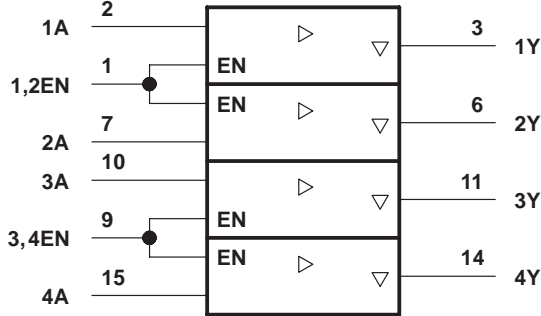 1A 2
3 1Y
1,2EN 1
EN
EN
6 2Y
2A 7
3A 10
11 3Y
3,4EN 9
EN
EN
14 4Y
4A 15